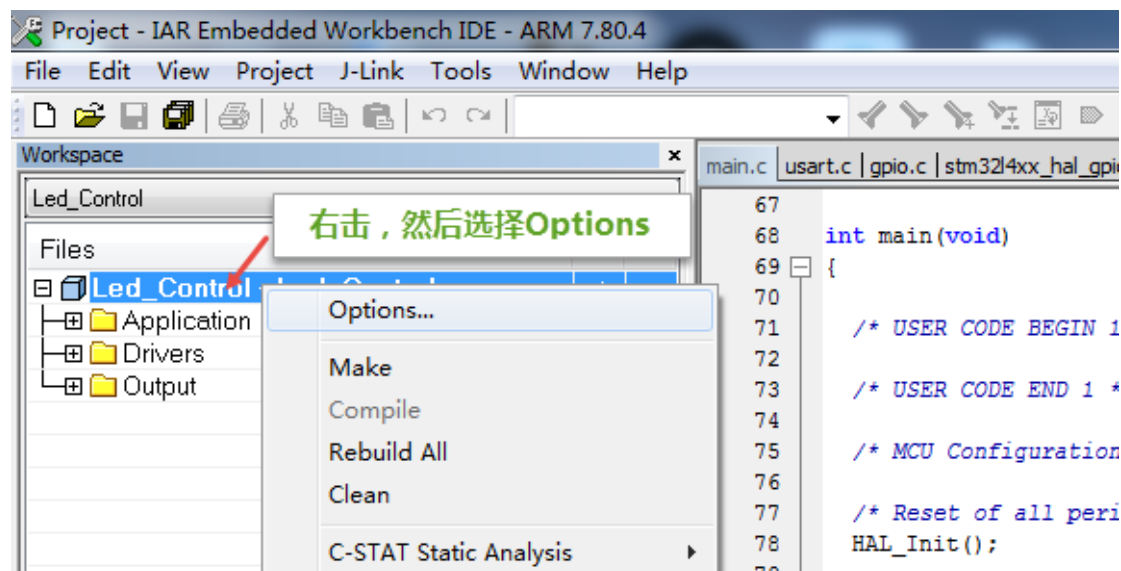 Project - IAR Embedded Workbench IDE - ARM 7.80.4
File Edit View Project J-Link Tools Window Help
Workspace
Led_Control
右击，然后选择Options
Files
Led_Control
Application
Drivers
Output
Options...
Make
Compile
Rebuild All
Clean
C-STAT Static Analysis
main.c usart.c gpio.c stm32l4xx_hal_gpi
67
68 int main(void)
69 {
70
71 /* USER CODE BEGIN 1
72
73 /* USER CODE END 1 *
74
75 /* MCU Configuration
76
77 /* Reset of all peri
78 HAL_Init();